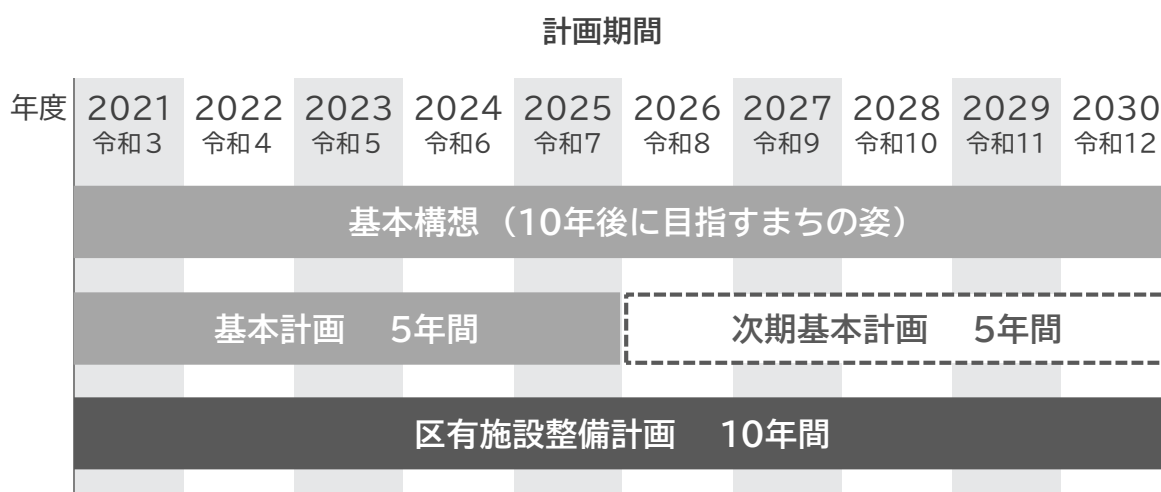 計画期間
年度 2021 2022 2023 2024 2025 2026 2027 2028 2029 2030
令和3 令和4 令和5 令和6 令和7 令和8 令和9 令和10 令和11 令和12
基本構想（10年後に目指すまちの姿）
基本計画　5年間 次期基本計画　5年間
区有施設整備計画　10年間